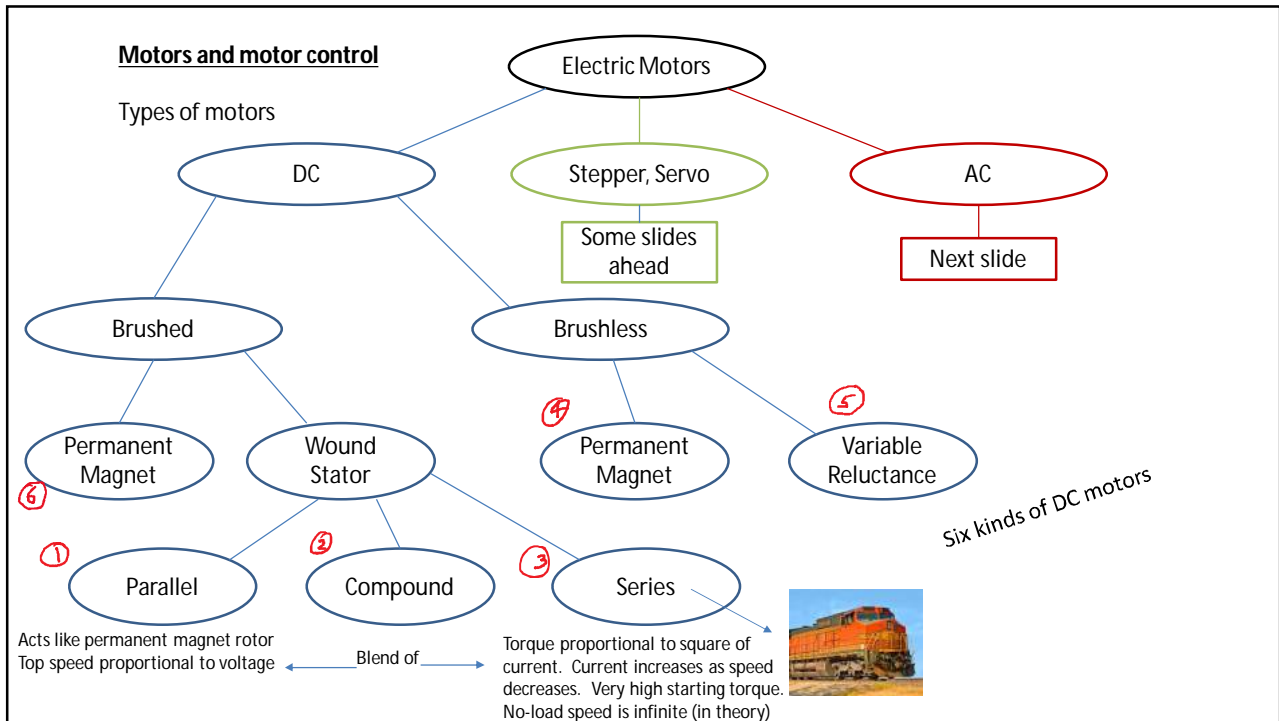 Motors and motor control
Electric Motors
Types of motors
DC
Stepper, Servo
AC
Some slides
ahead
Next slide
Brushed
Brushless
5
4
Permanent
Magnet
Wound
Stator
Permanent
Magnet
Variable
Reluctance
6
Six kinds of DC motors
1
2
3
Parallel
Compound
Series
Acts like permanent magnet rotor
Top speed proportional to voltage
Blend of
Torque proportional to square of
current. Current increases as speed
decreases. Very high starting torque.
No-load speed is infinite (in theory)